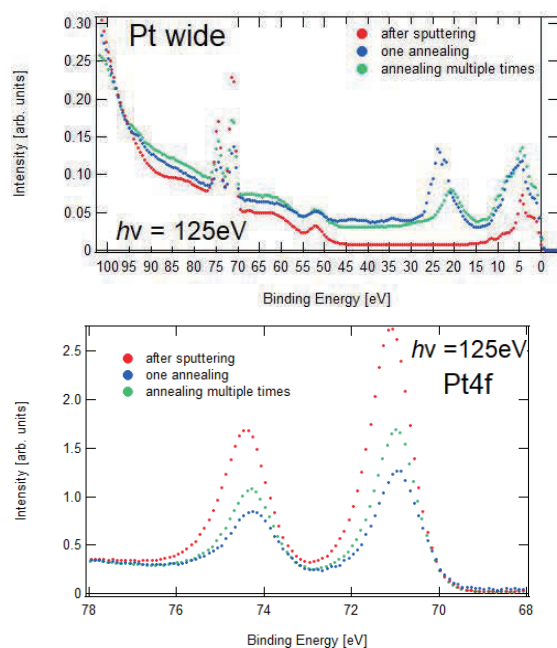 Pt wide
after sputtering
one annealing
annealing multiple times
hν = 125eV
Intensity [arb. units]
0.30
0.25
0.20
0.15
0.10
0.05
0
100 95 90 85 80 75 70 65 60 55 50 45 40 35 30 25 20 15 10 5 0
Binding Energy [eV]
hν =125eV
Pt4f
after sputtering
one annealing
annealing multiple times
Intensity [arb. units]
2.5
2.0
1.5
1.0
0.5
0
78 76 74 72 70 68
Binding Energy [eV]